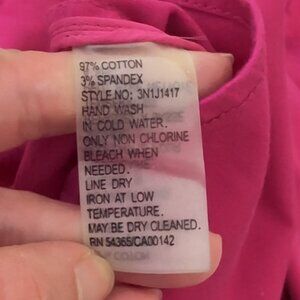 97% COTTON
3% SPANDEX
STYLE NO: 3N1J1417
HAND WASH
IN COLD WATER.
ONLY NON CHLORINE
BLEACH WHEN
NEEDED.
LINE DRY
IRON AT LOW
TEMPERATURE.
MAY BE DRY CLEANED.
RN 54365/CA00142